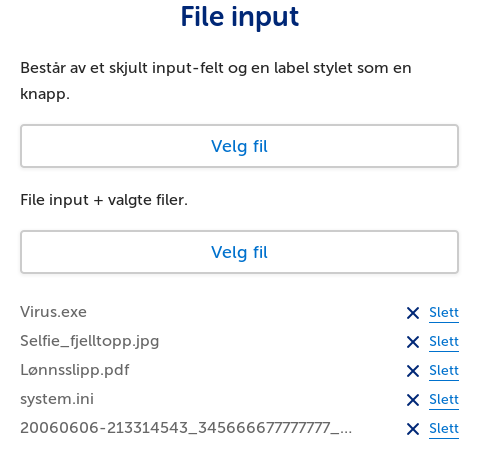 File input
Består av et skjult input-felt og en label stylet som en
knapp.
Velg fil
File input + valgte filer.
Velg fil
Virus.exe Slett
Selfie_fjelltopp.jpg Slett
Lønnsslipp.pdf Slett
system.ini Slett
20060606-213314543_345666677777777_... Slett